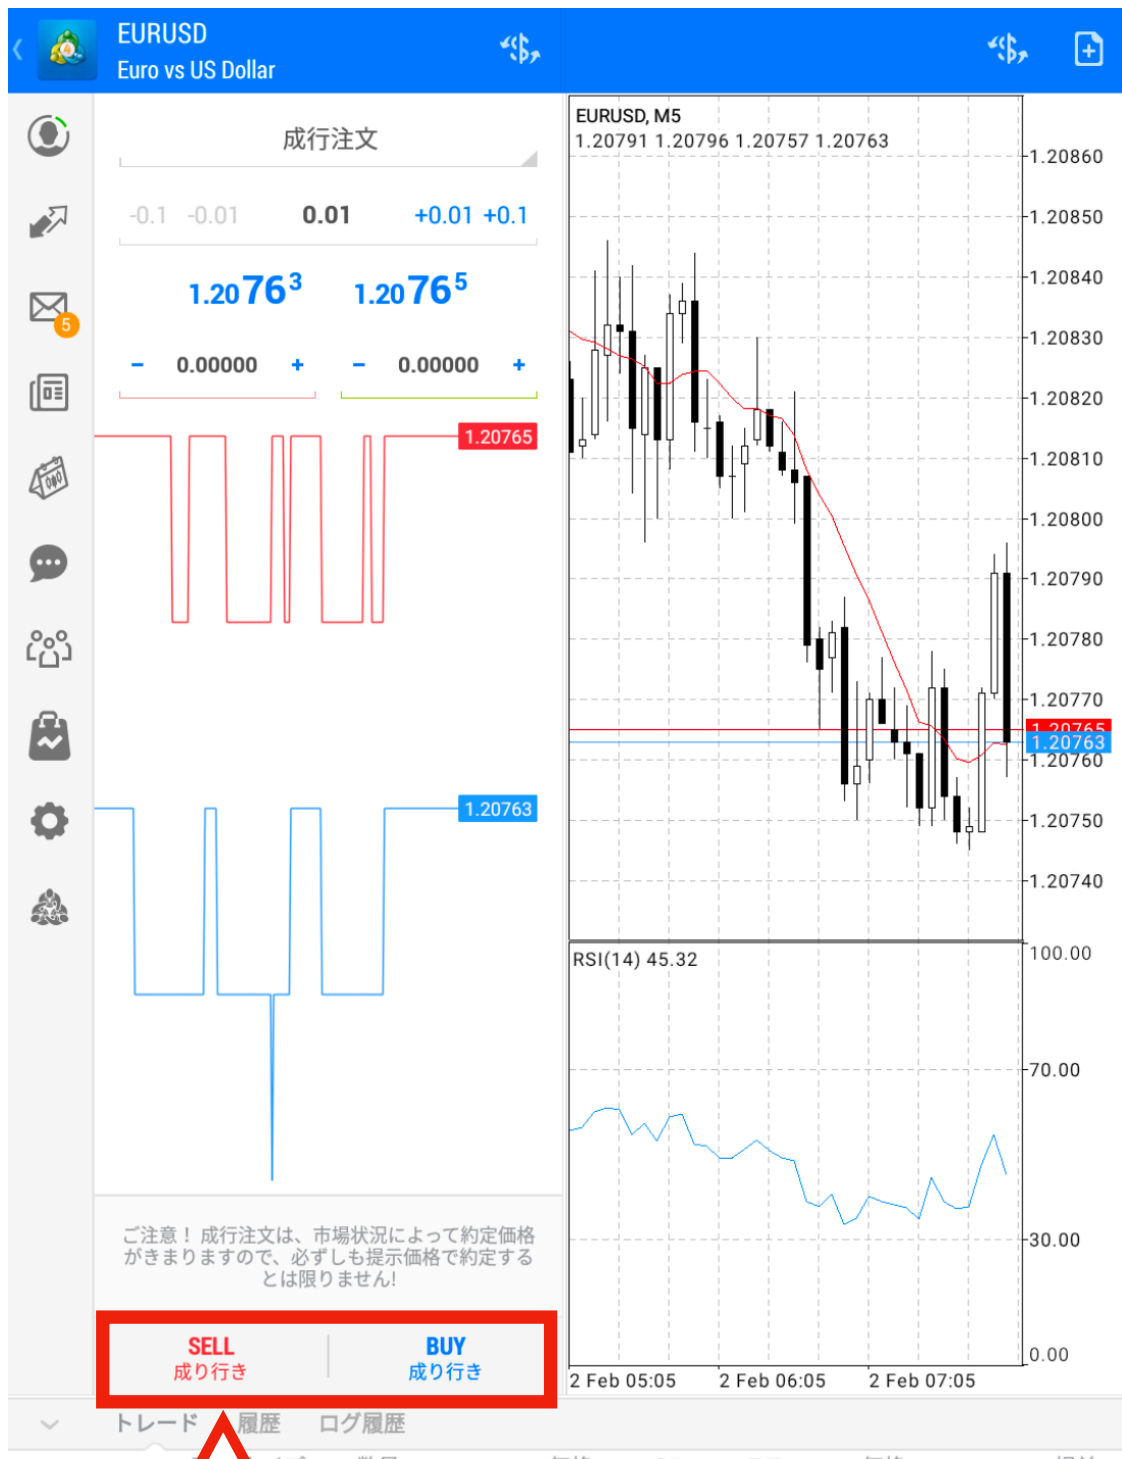 EURUSD
Euro vs US Dollar
成行注文
-0.1 -0.01 0.01 +0.01 +0.1
1.20763 1.20765
- 0.00000 + - 0.00000 +
1.20765
1.20763
5
ご注意！ 成行注文は、市場状況によって約定価格
がきまりますので、必ずしも提示価格で約定する
とは限りません!
SELL
成り行き
BUY
成り行き
EURUSD, M5
1.20791 1.20796 1.20757 1.20763
1.20860
1.20850
1.20840
1.20830
1.20820
1.20810
1.20800
1.20790
1.20780
1.20770
1.20765
1.20763
1.20760
1.20750
1.20740
RSI(14) 45.32
100.00
70.00
30.00
0.00
2 Feb 05:05 2 Feb 06:05 2 Feb 07:05
トレード 履歴 ログ履歴